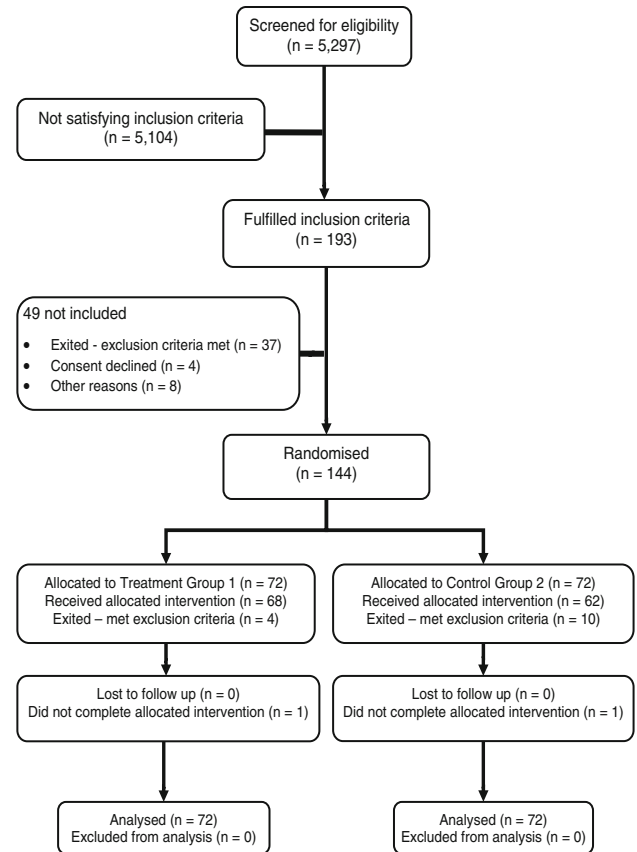 Screened for eligibility
(n = 5,297)
Not satisfying inclusion criteria
(n = 5,104)
Fulfilled inclusion criteria
(n = 193)
49 not included
• Exited - exclusion criteria met (n = 37)
• Consent declined (n = 4)
• Other reasons (n = 8)
Randomised
(n = 144)
Allocated to Treatment Group 1 (n = 72)
Received allocated intervention (n = 68)
Exited – met exclusion criteria (n = 4)
Allocated to Control Group 2 (n = 72)
Received allocated intervention (n = 62)
Exited – met exclusion criteria (n = 10)
Lost to follow up (n = 0)
Did not complete allocated intervention (n = 1)
Lost to follow up (n = 0)
Did not complete allocated intervention (n = 1)
Analysed (n = 72)
Excluded from analysis (n = 0)
Analysed (n = 72)
Excluded from analysis (n = 0)